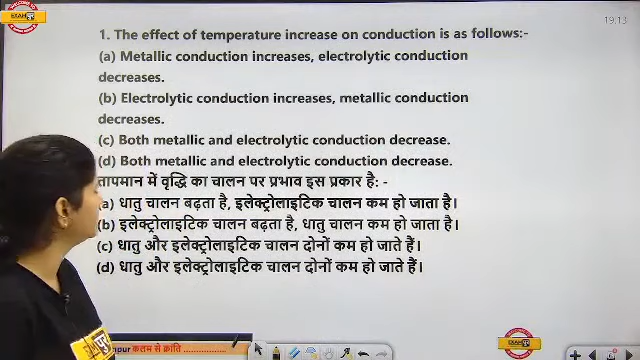 19:13
1. The effect of temperature increase on conduction is as follows:-
(a) Metallic conduction increases, electrolytic conduction
decreases.
(b) Electrolytic conduction increases, metallic conduction
decreases.
(c) Both metallic and electrolytic conduction decrease.
(d) Both metallic and electrolytic conduction decrease.
तापमान में वृद्धि का चालन पर प्रभाव इस प्रकार है: -
(a) धातु चालन बढ़ता है, इलेक्ट्रोलाइटिक चालन कम हो जाता है।
(b) इलेक्ट्रोलाइटिक चालन बढ़ता है, धातु चालन कम हो जाता है।
(c) धातु और इलेक्ट्रोलाइटिक चालन दोनों कम हो जाते हैं।
(d) धातु और इलेक्ट्रोलाइटिक चालन दोनों कम हो जाते हैं।
कलम से क्रांति ..................